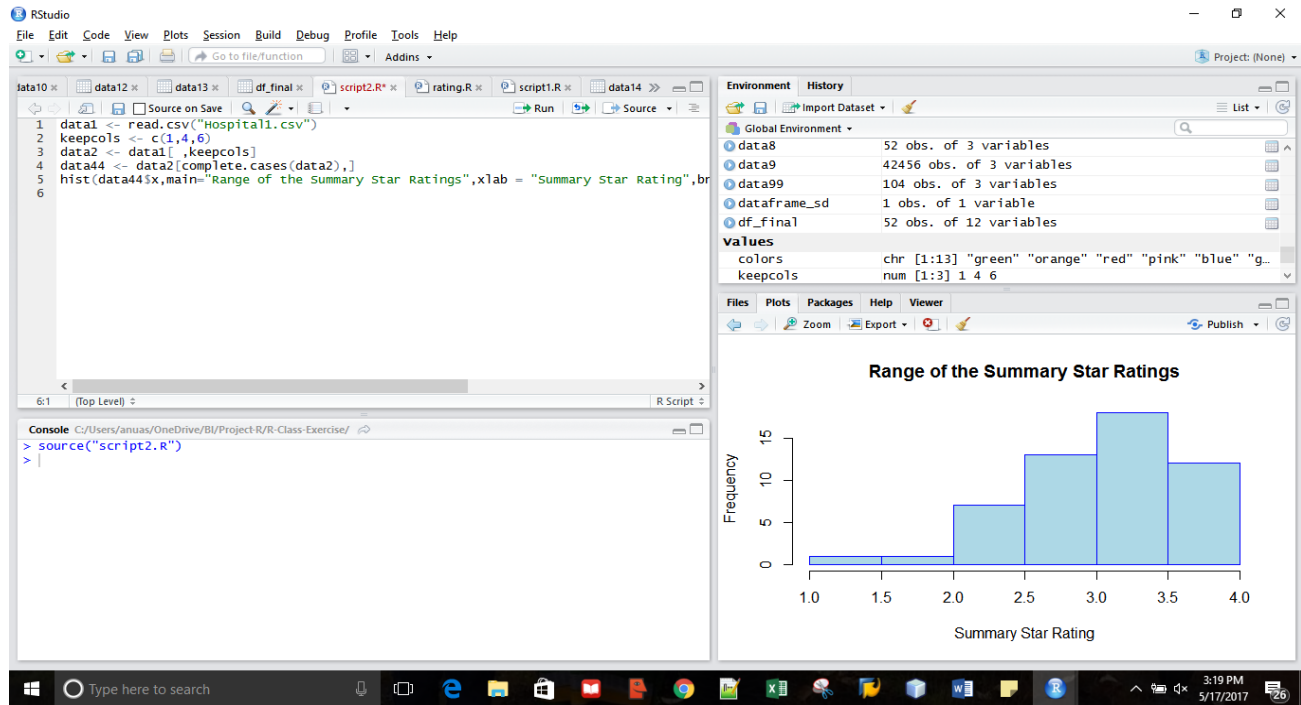 RStudio
File Edit Code View Plots Session Build Debug Profile Tools Help
Go to file/function Addins Project: (None)
data10 data12 data13 df_final script2.R* rating.R script1.R data14
Source on Save Run Source
1 data1 <- read.csv("Hospital1.csv")
2 keepcols <- c(1,4,6)
3 data2 <- data1[ ,keepcols]
4 data44 <- data2[complete.cases(data2),]
5 hist(data44$x,main="Range of the Summary Star Ratings",xlab = "Summary Star Rating",br
6
6:1 (Top Level) R Script
Console C:/Users/anuas/OneDrive/BI/Project-R/R-Class-Exercise/
> source("script2.R")
>
Environment History
Import Dataset List
Global Environment
data8 52 obs. of 3 variables
data9 42456 obs. of 3 variables
data99 104 obs. of 3 variables
dataframe_sd 1 obs. of 1 variable
df_final 52 obs. of 12 variables
Values
colors chr [1:13] "green" "orange" "red" "pink" "blue" "g…
keepcols num [1:3] 1 4 6
Files Plots Packages Help Viewer
Zoom Export Publish
Range of the Summary Star Ratings
Frequency
15
10
5
0
1.0 1.5 2.0 2.5 3.0 3.5 4.0
Summary Star Rating
Type here to search
3:19 PM
5/17/2017
26